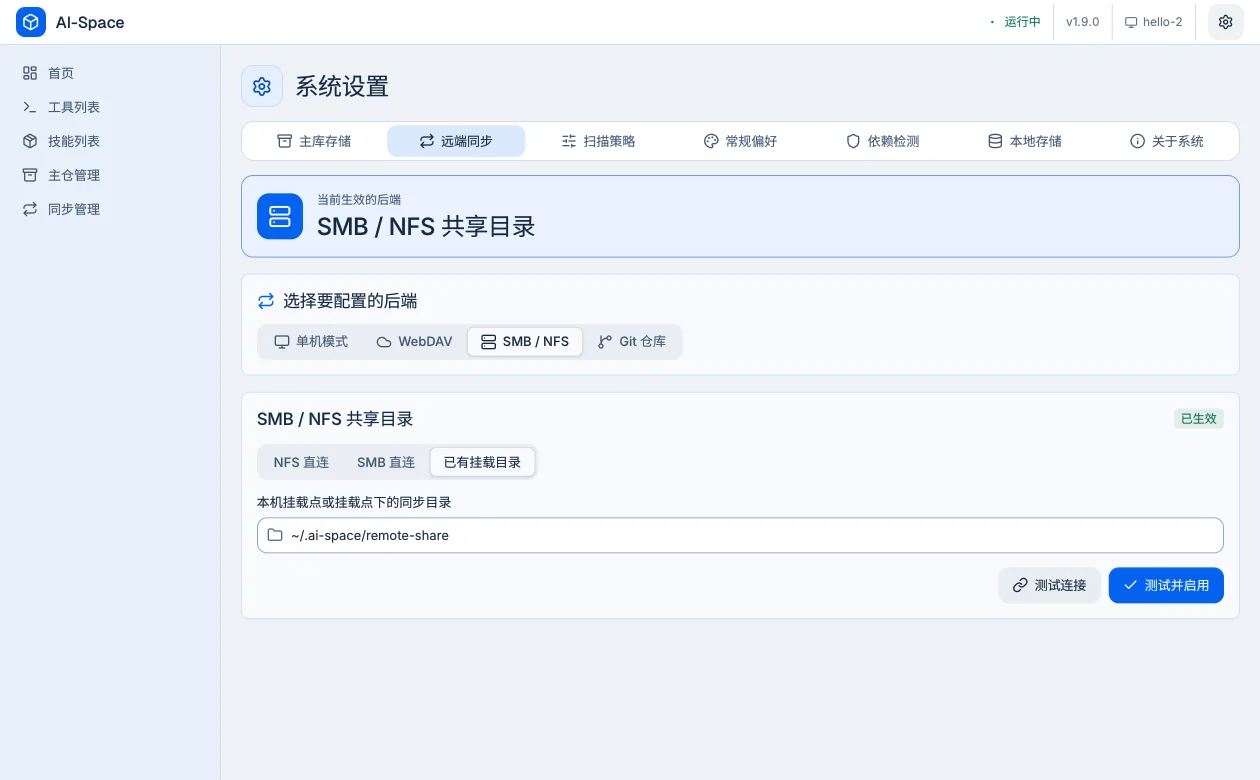 AI-Space
运行中
v1.9.0
hello-2
首页
工具列表
技能列表
主仓管理
同步管理
系统设置
主库存储
远端同步
扫描策略
常规偏好
依赖检测
本地存储
关于系统
当前生效的后端
SMB / NFS 共享目录
选择要配置的后端
单机模式
WebDAV
SMB / NFS
Git 仓库
SMB / NFS 共享目录
已生效
NFS 直连
SMB 直连
已有挂载目录
本机挂载点或挂载点下的同步目录
~/.ai-space/remote-share
测试连接
测试并启用